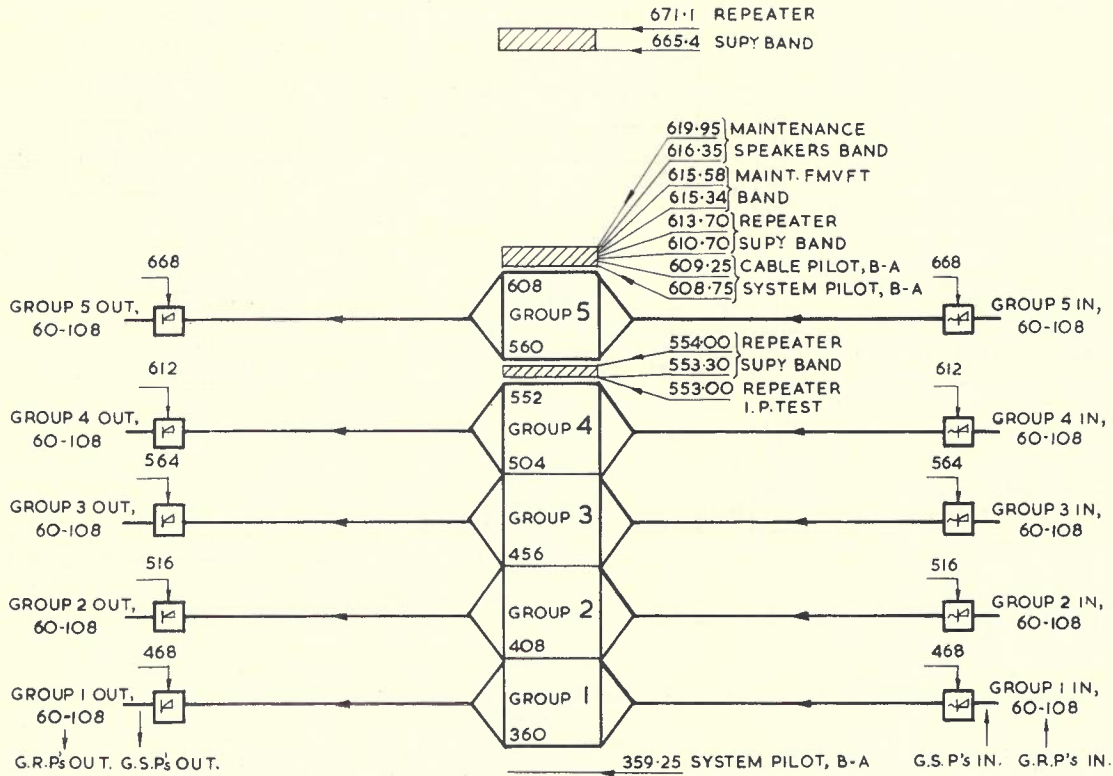 671·1 REPEATER
665·4 SUPY BAND
619·95 MAINTENANCE
616·35 SPEAKERS BAND
615·58 MAINT. FMVFT
615·34 BAND
613·70 REPEATER
610·70 SUPY BAND
609·25 CABLE PILOT, B-A
608·75 SYSTEM PILOT, B-A
668
GROUP 5 OUT,
60-108
608
GROUP 5
560
668
GROUP 5 IN,
60-108
554·00 REPEATER
553·30 SUPY BAND
553·00 REPEATER
I.P. TEST
612
GROUP 4 OUT,
60-108
552
GROUP 4
504
612
GROUP 4 IN,
60-108
564
GROUP 3 OUT,
60-108
GROUP 3
456
564
GROUP 3 IN,
60-108
516
GROUP 2 OUT,
60-108
GROUP 2
408
516
GROUP 2 IN,
60-108
468
GROUP 1 OUT,
60-108
GROUP 1
360
468
GROUP 1 IN,
60-108
G.R.P's OUT. G.S.P's OUT.
359·25 SYSTEM PILOT, B-A
G.S.P's IN. G.R.P's IN.